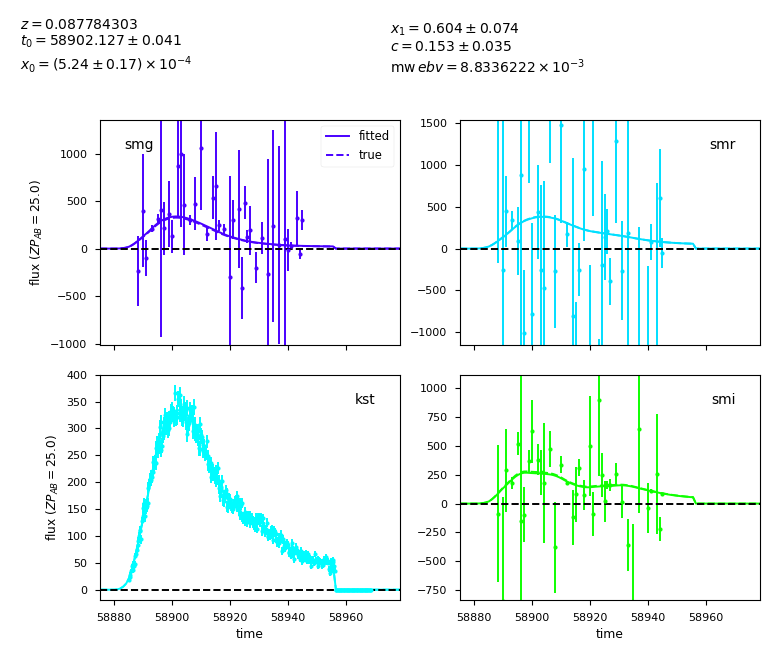 z = 0.087784303
t₀ = 58902.127 ± 0.041
x₀ = (5.24 ± 0.17) × 10⁻⁴
x₁ = 0.604 ± 0.074
c = 0.153 ± 0.035
mw ebv = 8.8336222 × 10⁻³
smg
fitted
true
1000
500
0
−500
−1000
flux (ZP_AB = 25.0)
smr
1500
1000
500
0
−500
−1000
kst
400
350
300
250
200
150
100
50
0
flux (ZP_AB = 25.0)
58880 58900 58920 58940 58960
time
smi
1000
750
500
250
0
−250
−500
−750
58880 58900 58920 58940 58960
time